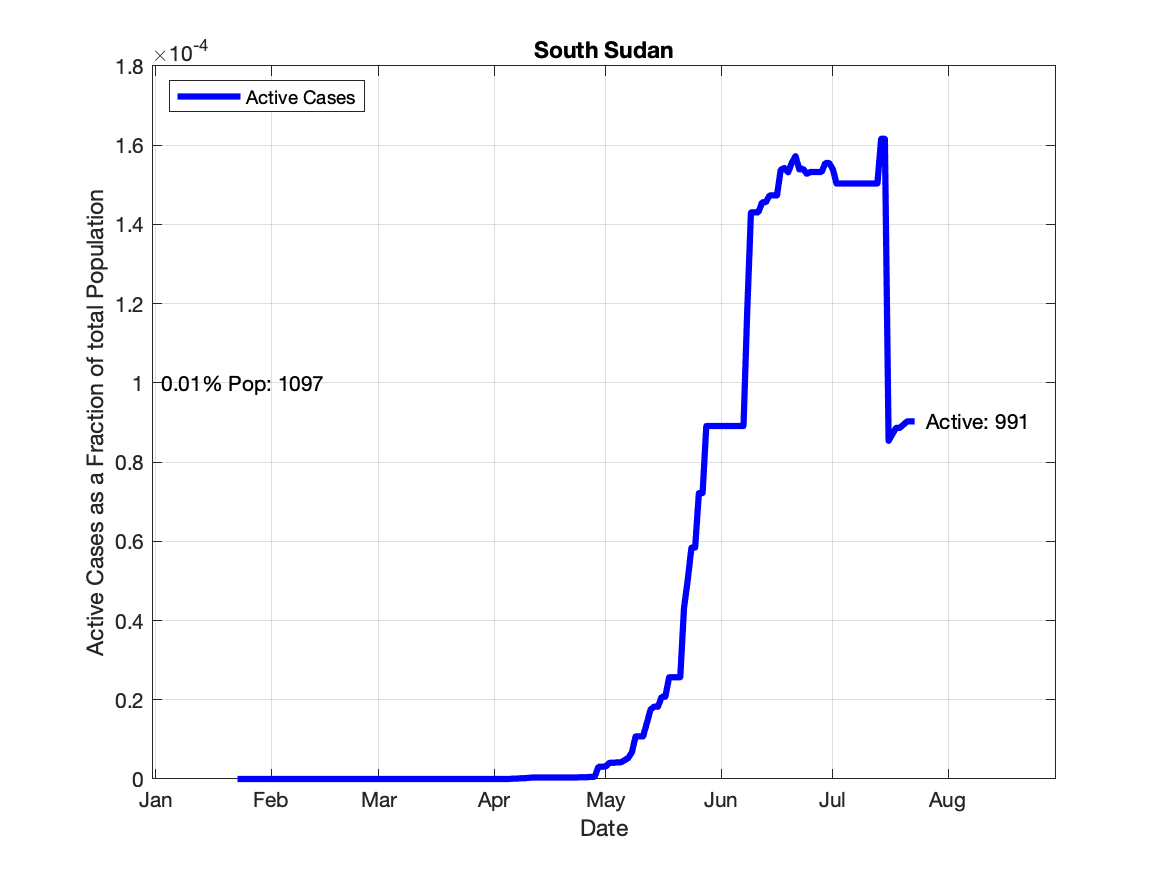 South Sudan
×10-4
Active Cases
1.8
1.6
1.4
1.2
1
0.8
0.6
0.4
0.2
0
0.01% Pop: 1097
Active: 991
Active Cases as a Fraction of total Population
Jan Feb Mar Apr May Jun Jul Aug
Date